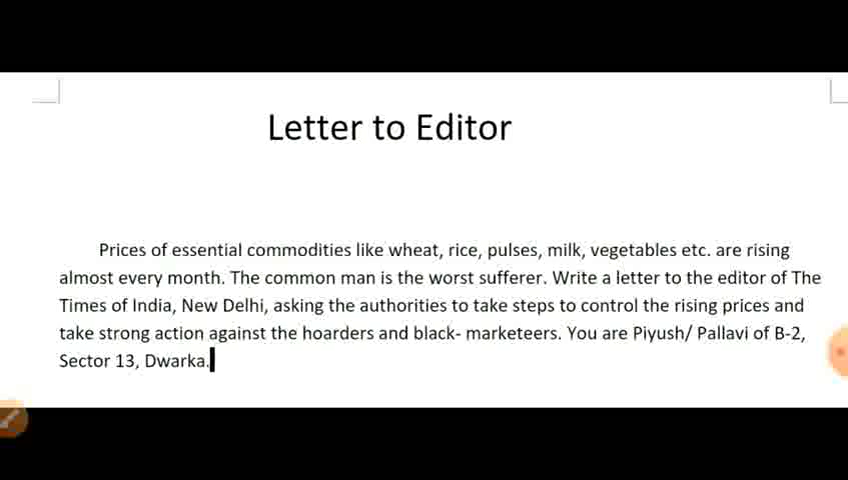 Letter to Editor
Prices of essential commodities like wheat, rice, pulses, milk, vegetables etc. are rising
almost every month. The common man is the worst sufferer. Write a letter to the editor of The
Times of India, New Delhi, asking the authorities to take steps to control the rising prices and
take strong action against the hoarders and black- marketeers. You are Piyush/ Pallavi of B-2,
Sector 13, Dwarka.